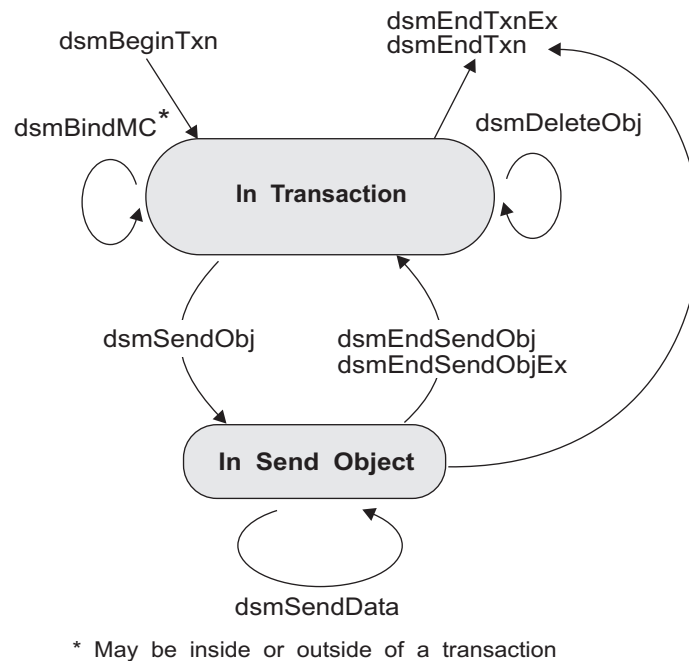 dsmBeginTxn
dsmEndTxnEx
dsmEndTxn
dsmBindMC*
dsmDeleteObj
In Transaction
dsmSendObj
dsmEndSendObj
dsmEndSendObjEx
In Send Object
dsmSendData
* May be inside or outside of a transaction